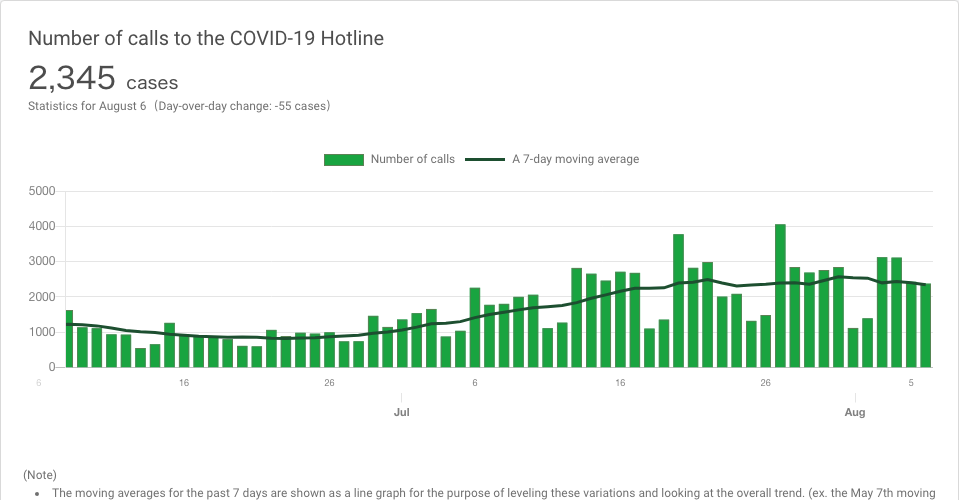 Number of calls to the COVID-19 Hotline
2,345 cases
Statistics for August 6 (Day-over-day change: -55 cases)
Number of calls A 7-day moving average
5000
4000
3000
2000
1000
0
6 16 26 6 16 26 5
Jul Aug
(Note)
• The moving averages for the past 7 days are shown as a line graph for the purpose of leveling these variations and looking at the overall trend. (ex. the May 7th moving